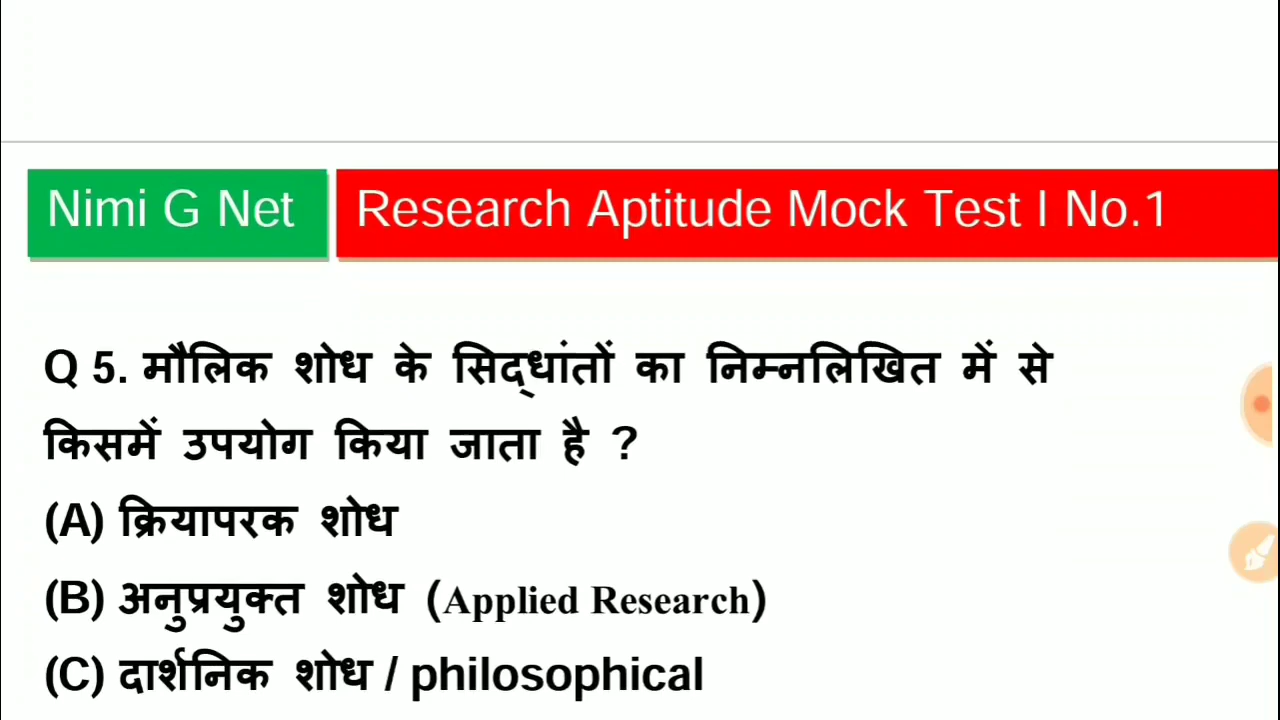 Nimi G Net Research Aptitude Mock Test I No.1
Q 5. मौलिक शोध के सिद्धांतों का निम्नलिखित में से
किसमें उपयोग किया जाता है ?
(A) क्रियापरक शोध
(B) अनुप्रयुक्त शोध (Applied Research)
(C) दार्शनिक शोध / philosophical